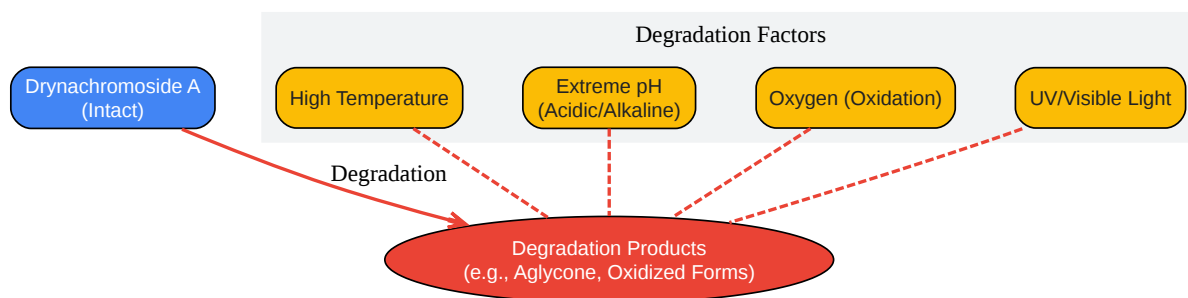 Degradation Factors
Drynachromoside A
(Intact)
High Temperature
Extreme pH
(Acidic/Alkaline)
Oxygen (Oxidation)
UV/Visible Light
Degradation
Degradation Products
(e.g., Aglycone, Oxidized Forms)